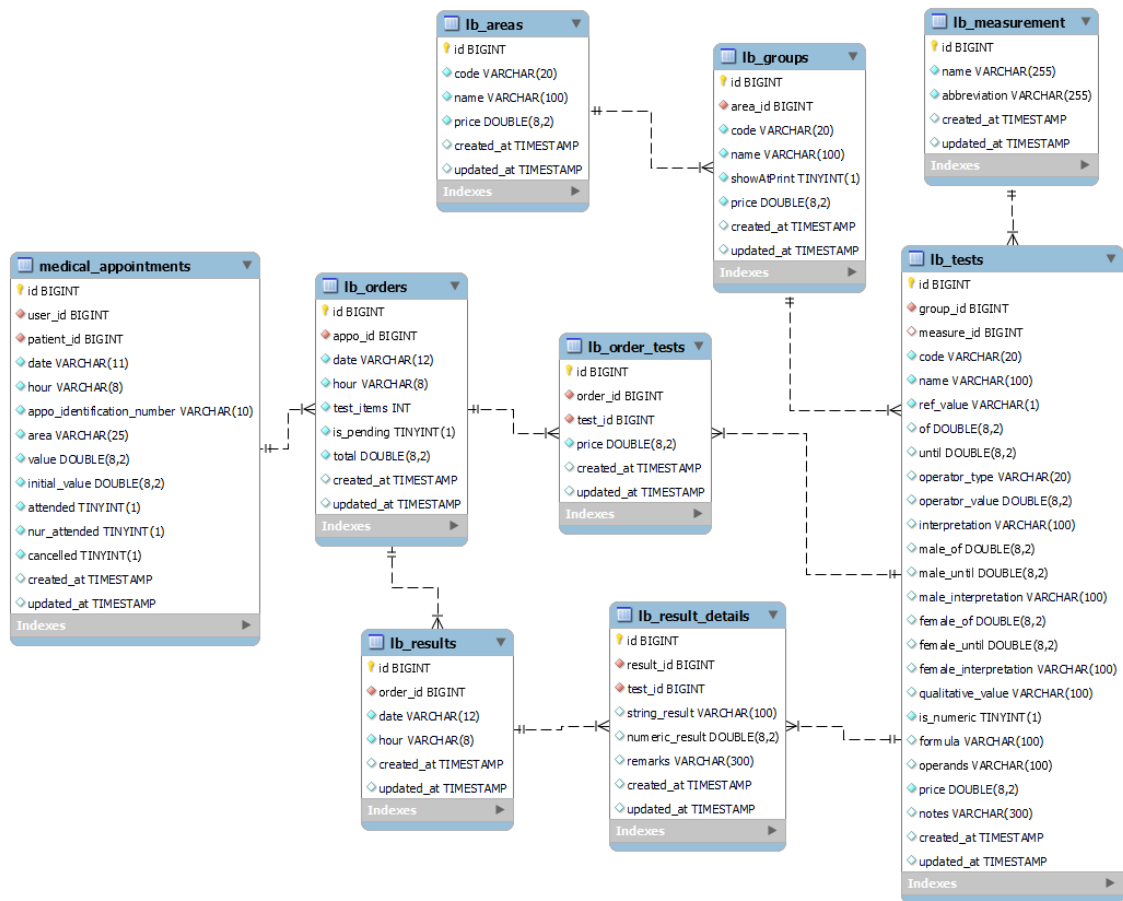 lb_areas
id BIGINT
code VARCHAR(20)
name VARCHAR(100)
price DOUBLE(8,2)
created_at TIMESTAMP
updated_at TIMESTAMP
Indexes
lb_groups
id BIGINT
area_id BIGINT
code VARCHAR(20)
name VARCHAR(100)
showAtPrint TINYINT(1)
price DOUBLE(8,2)
created_at TIMESTAMP
updated_at TIMESTAMP
Indexes
lb_measurement
id BIGINT
name VARCHAR(255)
abbreviation VARCHAR(255)
created_at TIMESTAMP
updated_at TIMESTAMP
Indexes
medical_appointments
id BIGINT
user_id BIGINT
patient_id BIGINT
date VARCHAR(11)
hour VARCHAR(8)
appo_identification_number VARCHAR(10)
area VARCHAR(25)
value DOUBLE(8,2)
initial_value DOUBLE(8,2)
attended TINYINT(1)
nur_attended TINYINT(1)
cancelled TINYINT(1)
created_at TIMESTAMP
updated_at TIMESTAMP
Indexes
lb_orders
id BIGINT
appo_id BIGINT
date VARCHAR(12)
hour VARCHAR(8)
test_items INT
is_pending TINYINT(1)
total DOUBLE(8,2)
created_at TIMESTAMP
updated_at TIMESTAMP
Indexes
lb_order_tests
id BIGINT
order_id BIGINT
test_id BIGINT
price DOUBLE(8,2)
created_at TIMESTAMP
updated_at TIMESTAMP
Indexes
lb_tests
id BIGINT
group_id BIGINT
measure_id BIGINT
code VARCHAR(20)
name VARCHAR(100)
ref_value VARCHAR(1)
of DOUBLE(8,2)
until DOUBLE(8,2)
operator_type VARCHAR(20)
operator_value DOUBLE(8,2)
interpretation VARCHAR(100)
male_of DOUBLE(8,2)
male_until DOUBLE(8,2)
male_interpretation VARCHAR(100)
female_of DOUBLE(8,2)
female_until DOUBLE(8,2)
female_interpretation VARCHAR(100)
qualitative_value VARCHAR(100)
is_numeric TINYINT(1)
formula VARCHAR(100)
operands VARCHAR(100)
price DOUBLE(8,2)
notes VARCHAR(300)
created_at TIMESTAMP
updated_at TIMESTAMP
Indexes
lb_results
id BIGINT
order_id BIGINT
date VARCHAR(12)
hour VARCHAR(8)
created_at TIMESTAMP
updated_at TIMESTAMP
Indexes
lb_result_details
id BIGINT
result_id BIGINT
test_id BIGINT
string_result VARCHAR(100)
numeric_result DOUBLE(8,2)
remarks VARCHAR(300)
created_at TIMESTAMP
updated_at TIMESTAMP
Indexes